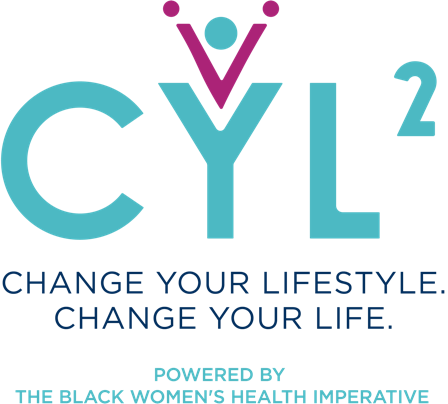 CYL²
CHANGE YOUR LIFESTYLE.
CHANGE YOUR LIFE.
POWERED BY
THE BLACK WOMEN'S HEALTH IMPERATIVE